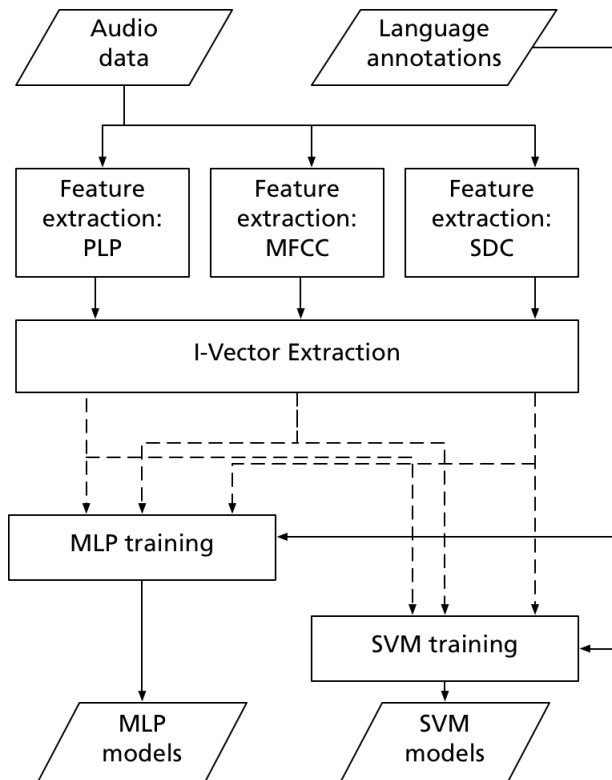 Audio
data
Language
annotations
Feature
extraction:
PLP
Feature
extraction:
MFCC
Feature
extraction:
SDC
I-Vector Extraction
MLP training
SVM training
MLP
models
SVM
models